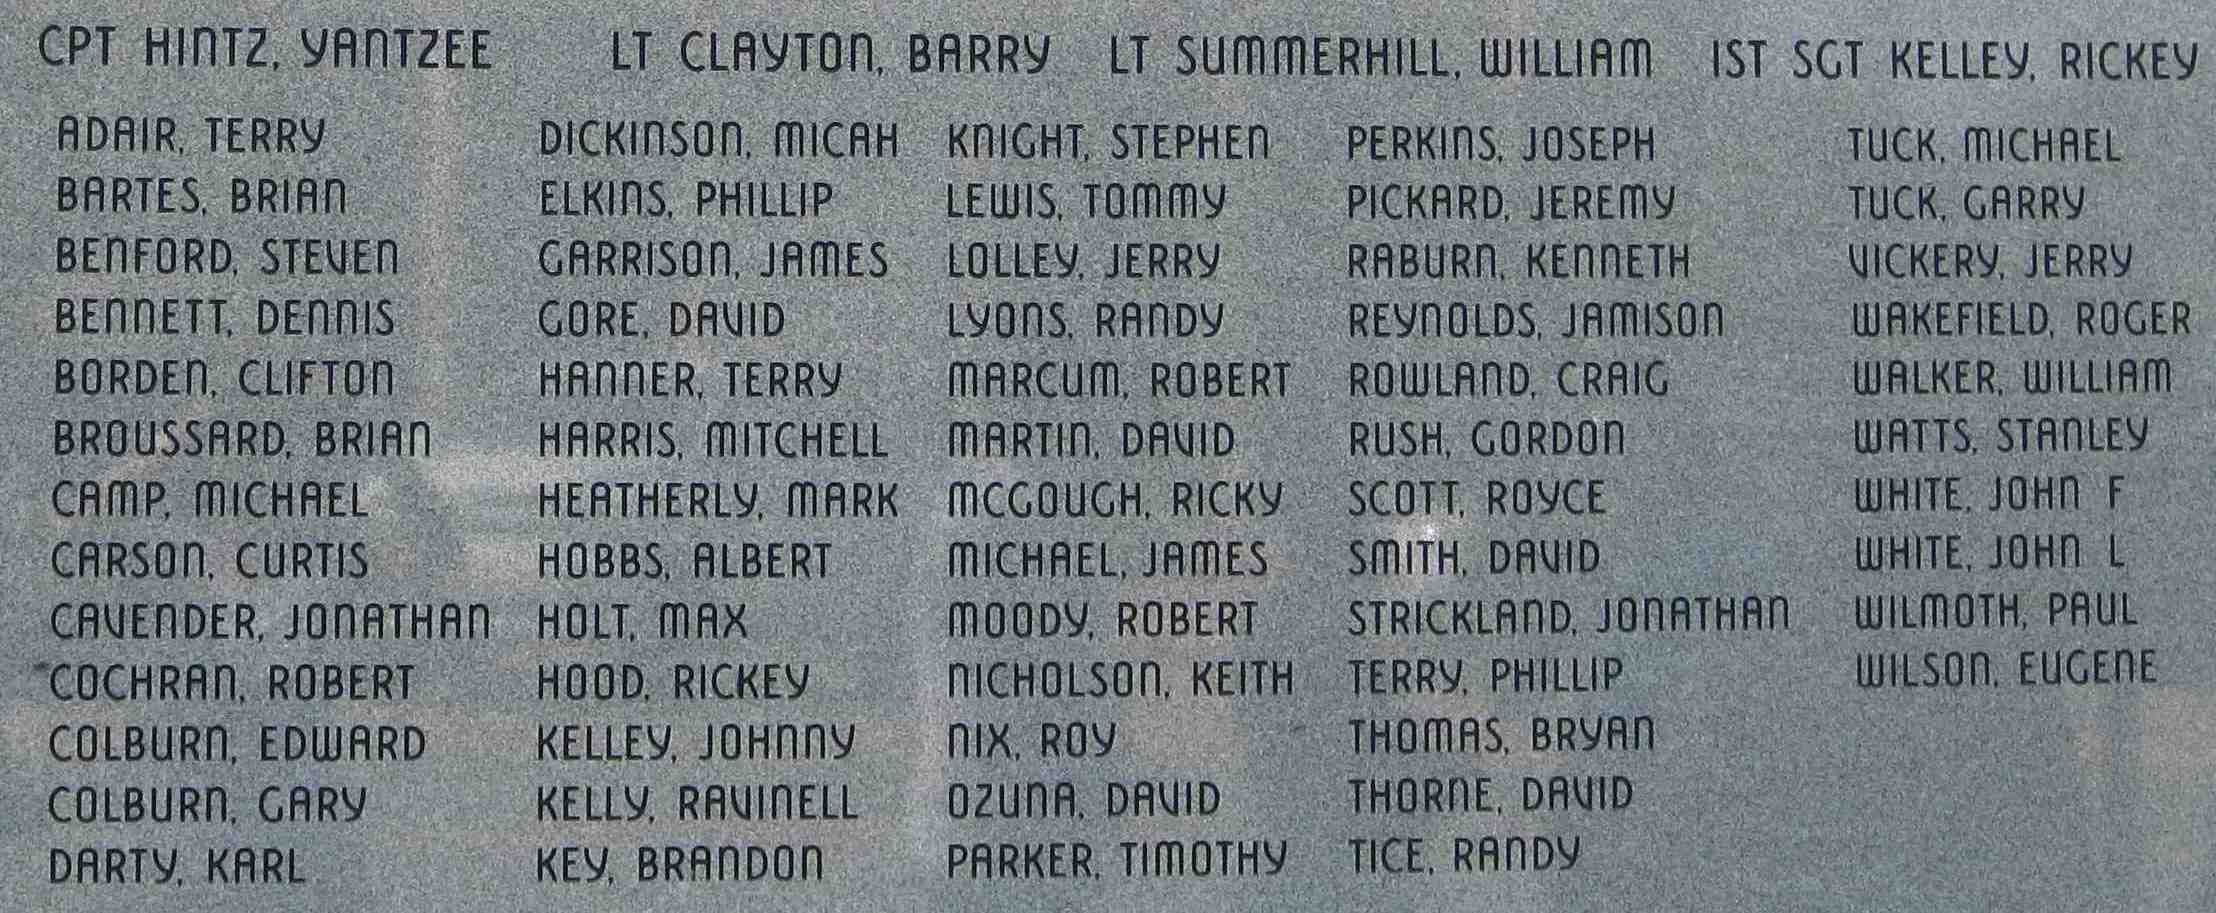 CPT HINTZ, YANTZEE LT CLAYTON, BARRY LT SUMMERHILL, WILLIAM IST SGT KELLEY, RICKEY
ADAIR, TERRY
BARTES, BRIAN
BENFORD, STEVEN
BENNETT, DENNIS
BORDEN, CLIFTON
BROUSSARD, BRIAN
CAMP, MICHAEL
CARSON, CURTIS
CAVENDER, JONATHAN
COCHRAN, ROBERT
COLBURN, EDWARD
COLBURN, GARY
DARTY, KARL
DICKINSON, MICAH
ELKINS, PHILLIP
GARRISON, JAMES
GORE, DAVID
HANNER, TERRY
HARRIS, MITCHELL
HEATHERLY, MARK
HOBBS, ALBERT
HOLT, MAX
HOOD, RICKEY
KELLEY, JOHNNY
KELLY, RAVINELL
KEY, BRANDON
KNIGHT, STEPHEN
LEWIS, TOMMY
LOLLEY, JERRY
LYONS, RANDY
MARCUM, ROBERT
MARTIN, DAVID
MCGOUGH, RICKY
MICHAEL, JAMES
MOODY, ROBERT
NICHOLSON, KEITH
NIX, ROY
OZUNA, DAVID
PARKER, TIMOTHY
PERKINS, JOSEPH
PICKARD, JEREMY
RABURN, KENNETH
REYNOLDS, JAMISON
ROWLAND, CRAIG
RUSH, GORDON
SCOTT, ROYCE
SMITH, DAVID
STRICKLAND, JONATHAN
TERRY, PHILLIP
THOMAS, BRYAN
THORNE, DAVID
TICE, RANDY
TUCK, MICHAEL
TUCK, GARRY
VICKERY, JERRY
WAKEFIELD, ROGER
WALKER, WILLIAM
WATTS, STANLEY
WHITE, JOHN F
WHITE, JOHN L
WILMOTH, PAUL
WILSON, EUGENE